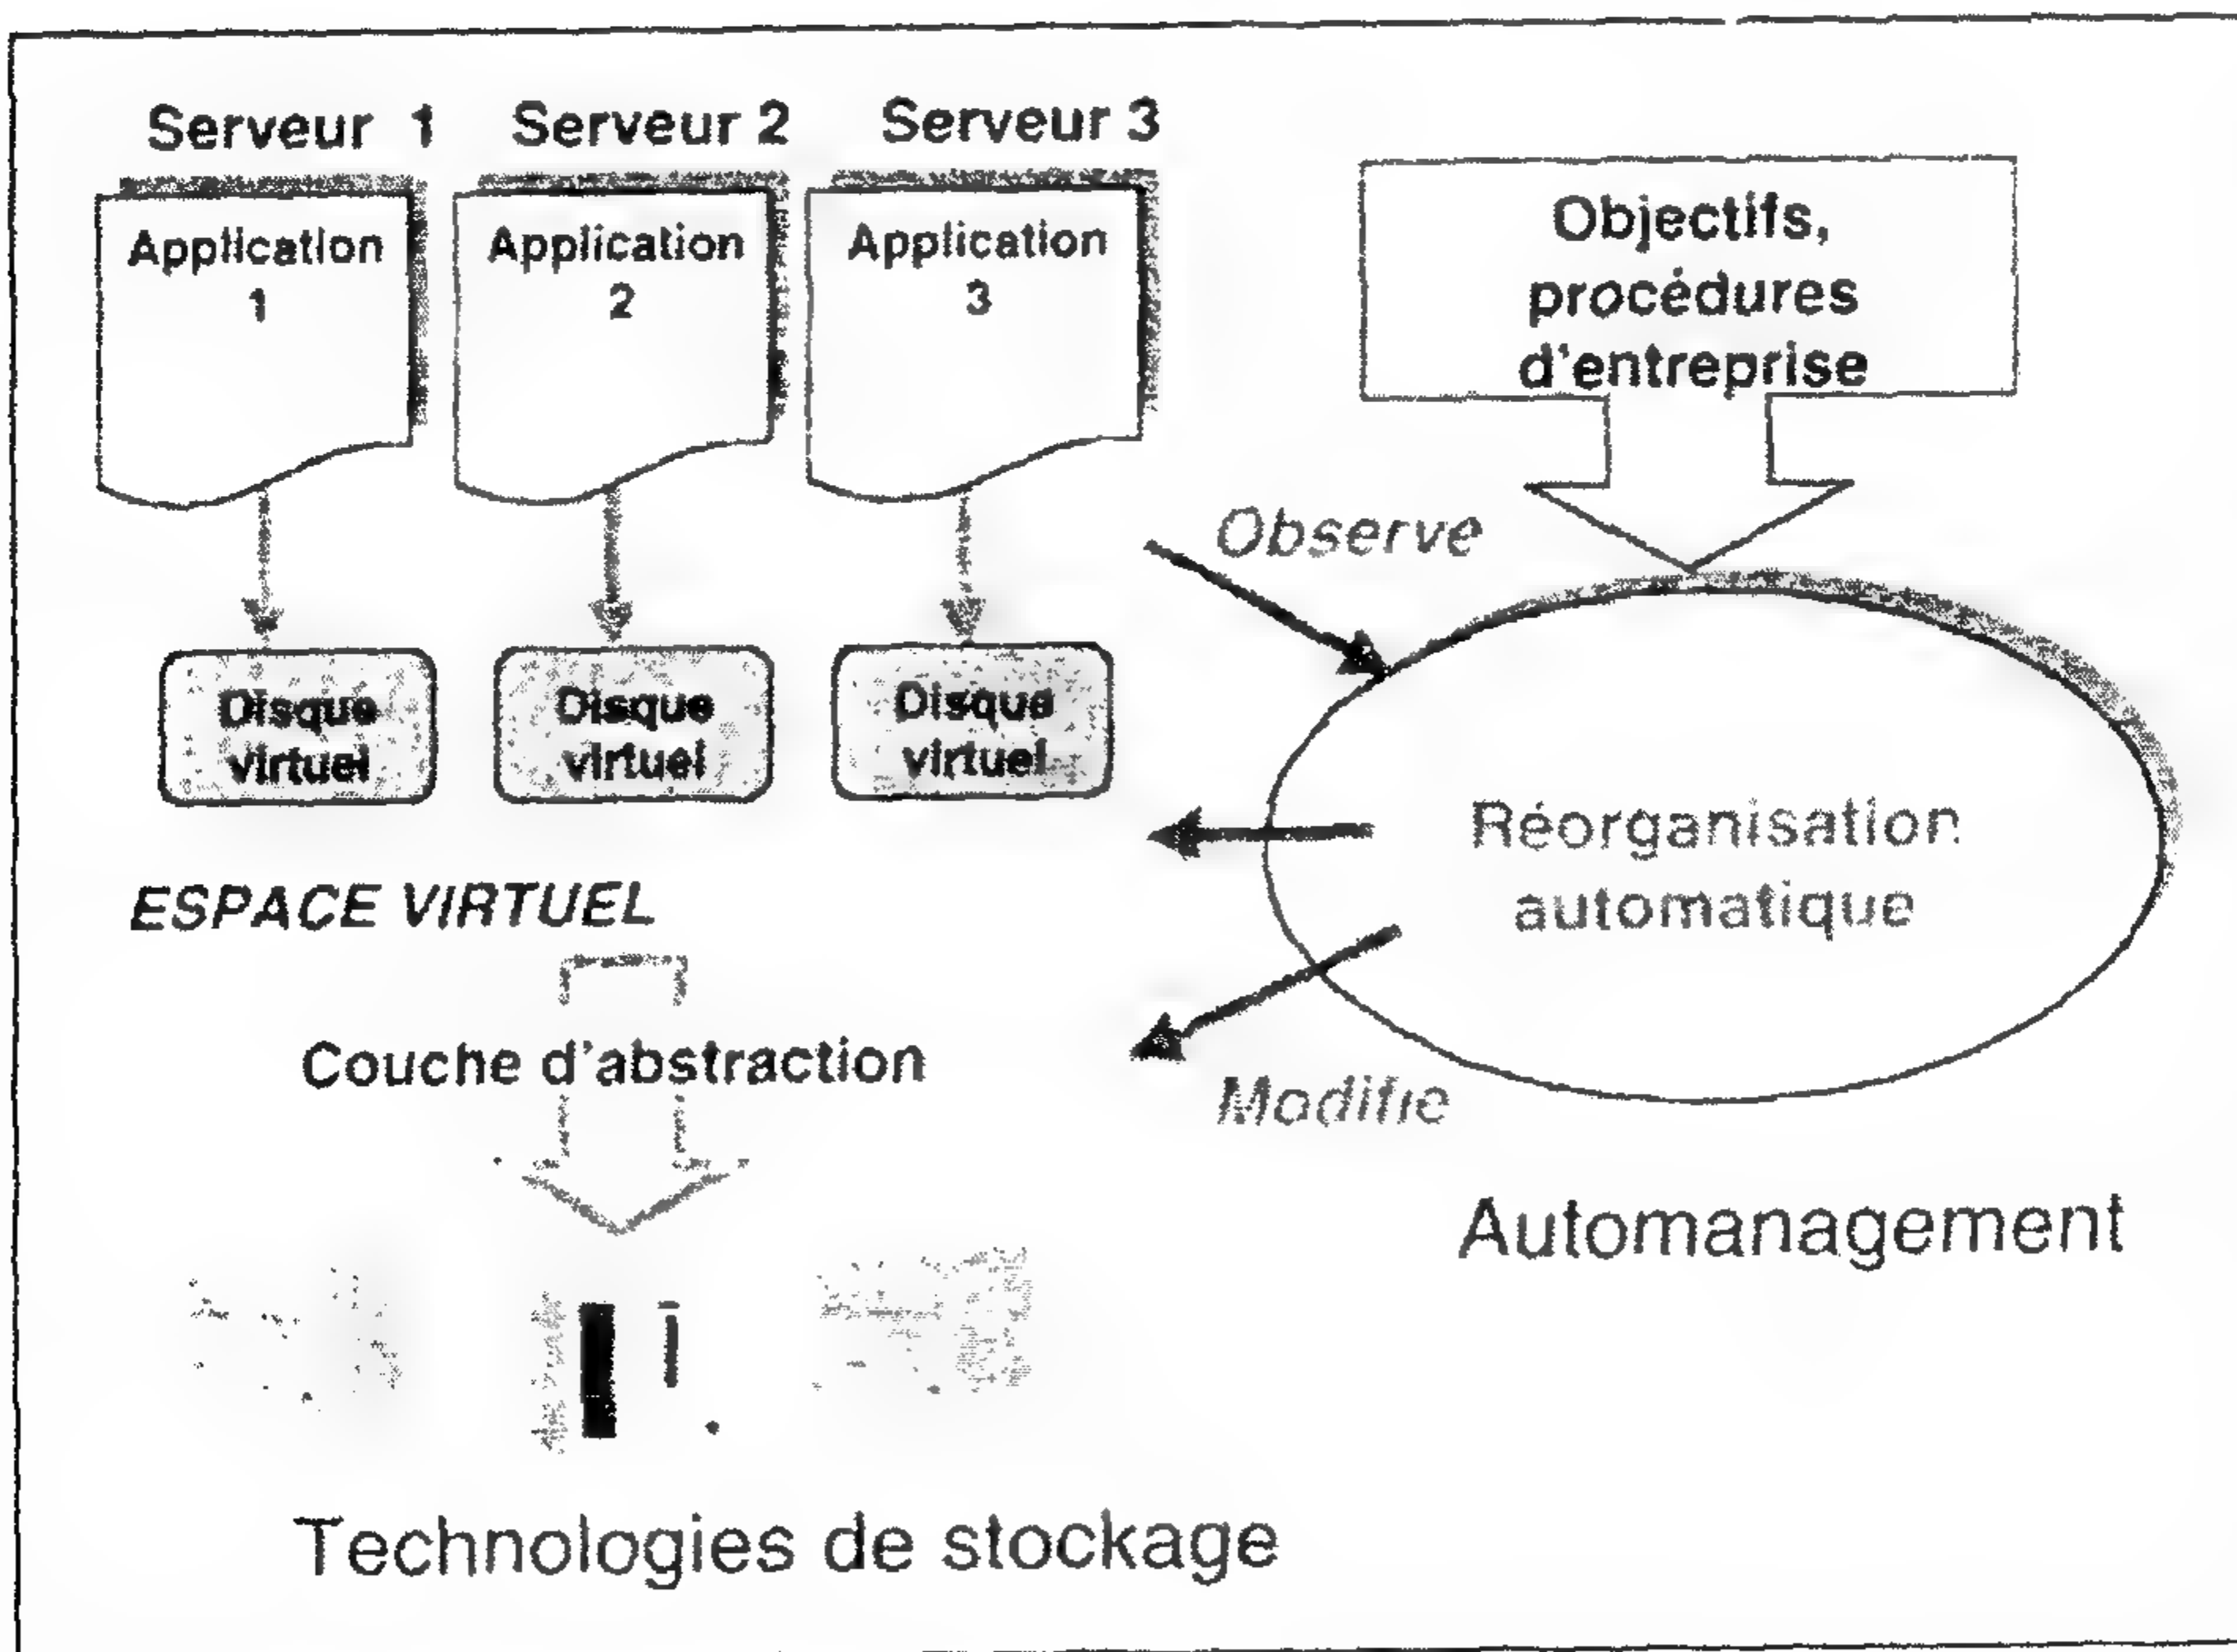 Serveur 1
Serveur 2
Serveur 3
Application
1
Application
2
Application
3
Objectifs,
procédures
d'entreprise
Observe
Disque
virtuel
Disque
virtuel
Disque
virtuel
Réorganisation
automatique
ESPACE VIRTUEL
Couche d'abstraction
Modifie
Automanagement
Technologies de stockage